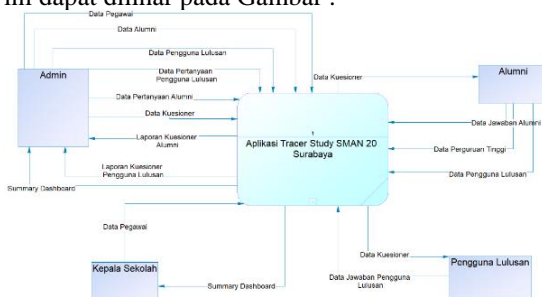 ini dapat dilihat pada Gambar .
Data Pegawai
Data Alumni
Data Pengguna Lulusan
Admin
Data Pertanyaan
Pengguna Lulusan
Data Kuesioner
Alumni
Data Pertanyaan Alumni
Data Kuesioner
Data Jawaban Alumni
Laporan Kuesioner
Alumni
Aplikasi Tracer Study SMAN 20
Surabaya
Data Perguruan Tinggi
Laporan Kuesioner
Pengguna Lulusan
Data Pengguna Lulusan
Summary Dashboard
Data Pegawai
Data Kuesioner
Kepala Sekolah
Pengguna Lulusan
Data Jawaban Pengguna
Lulusan
Summary Dashboard